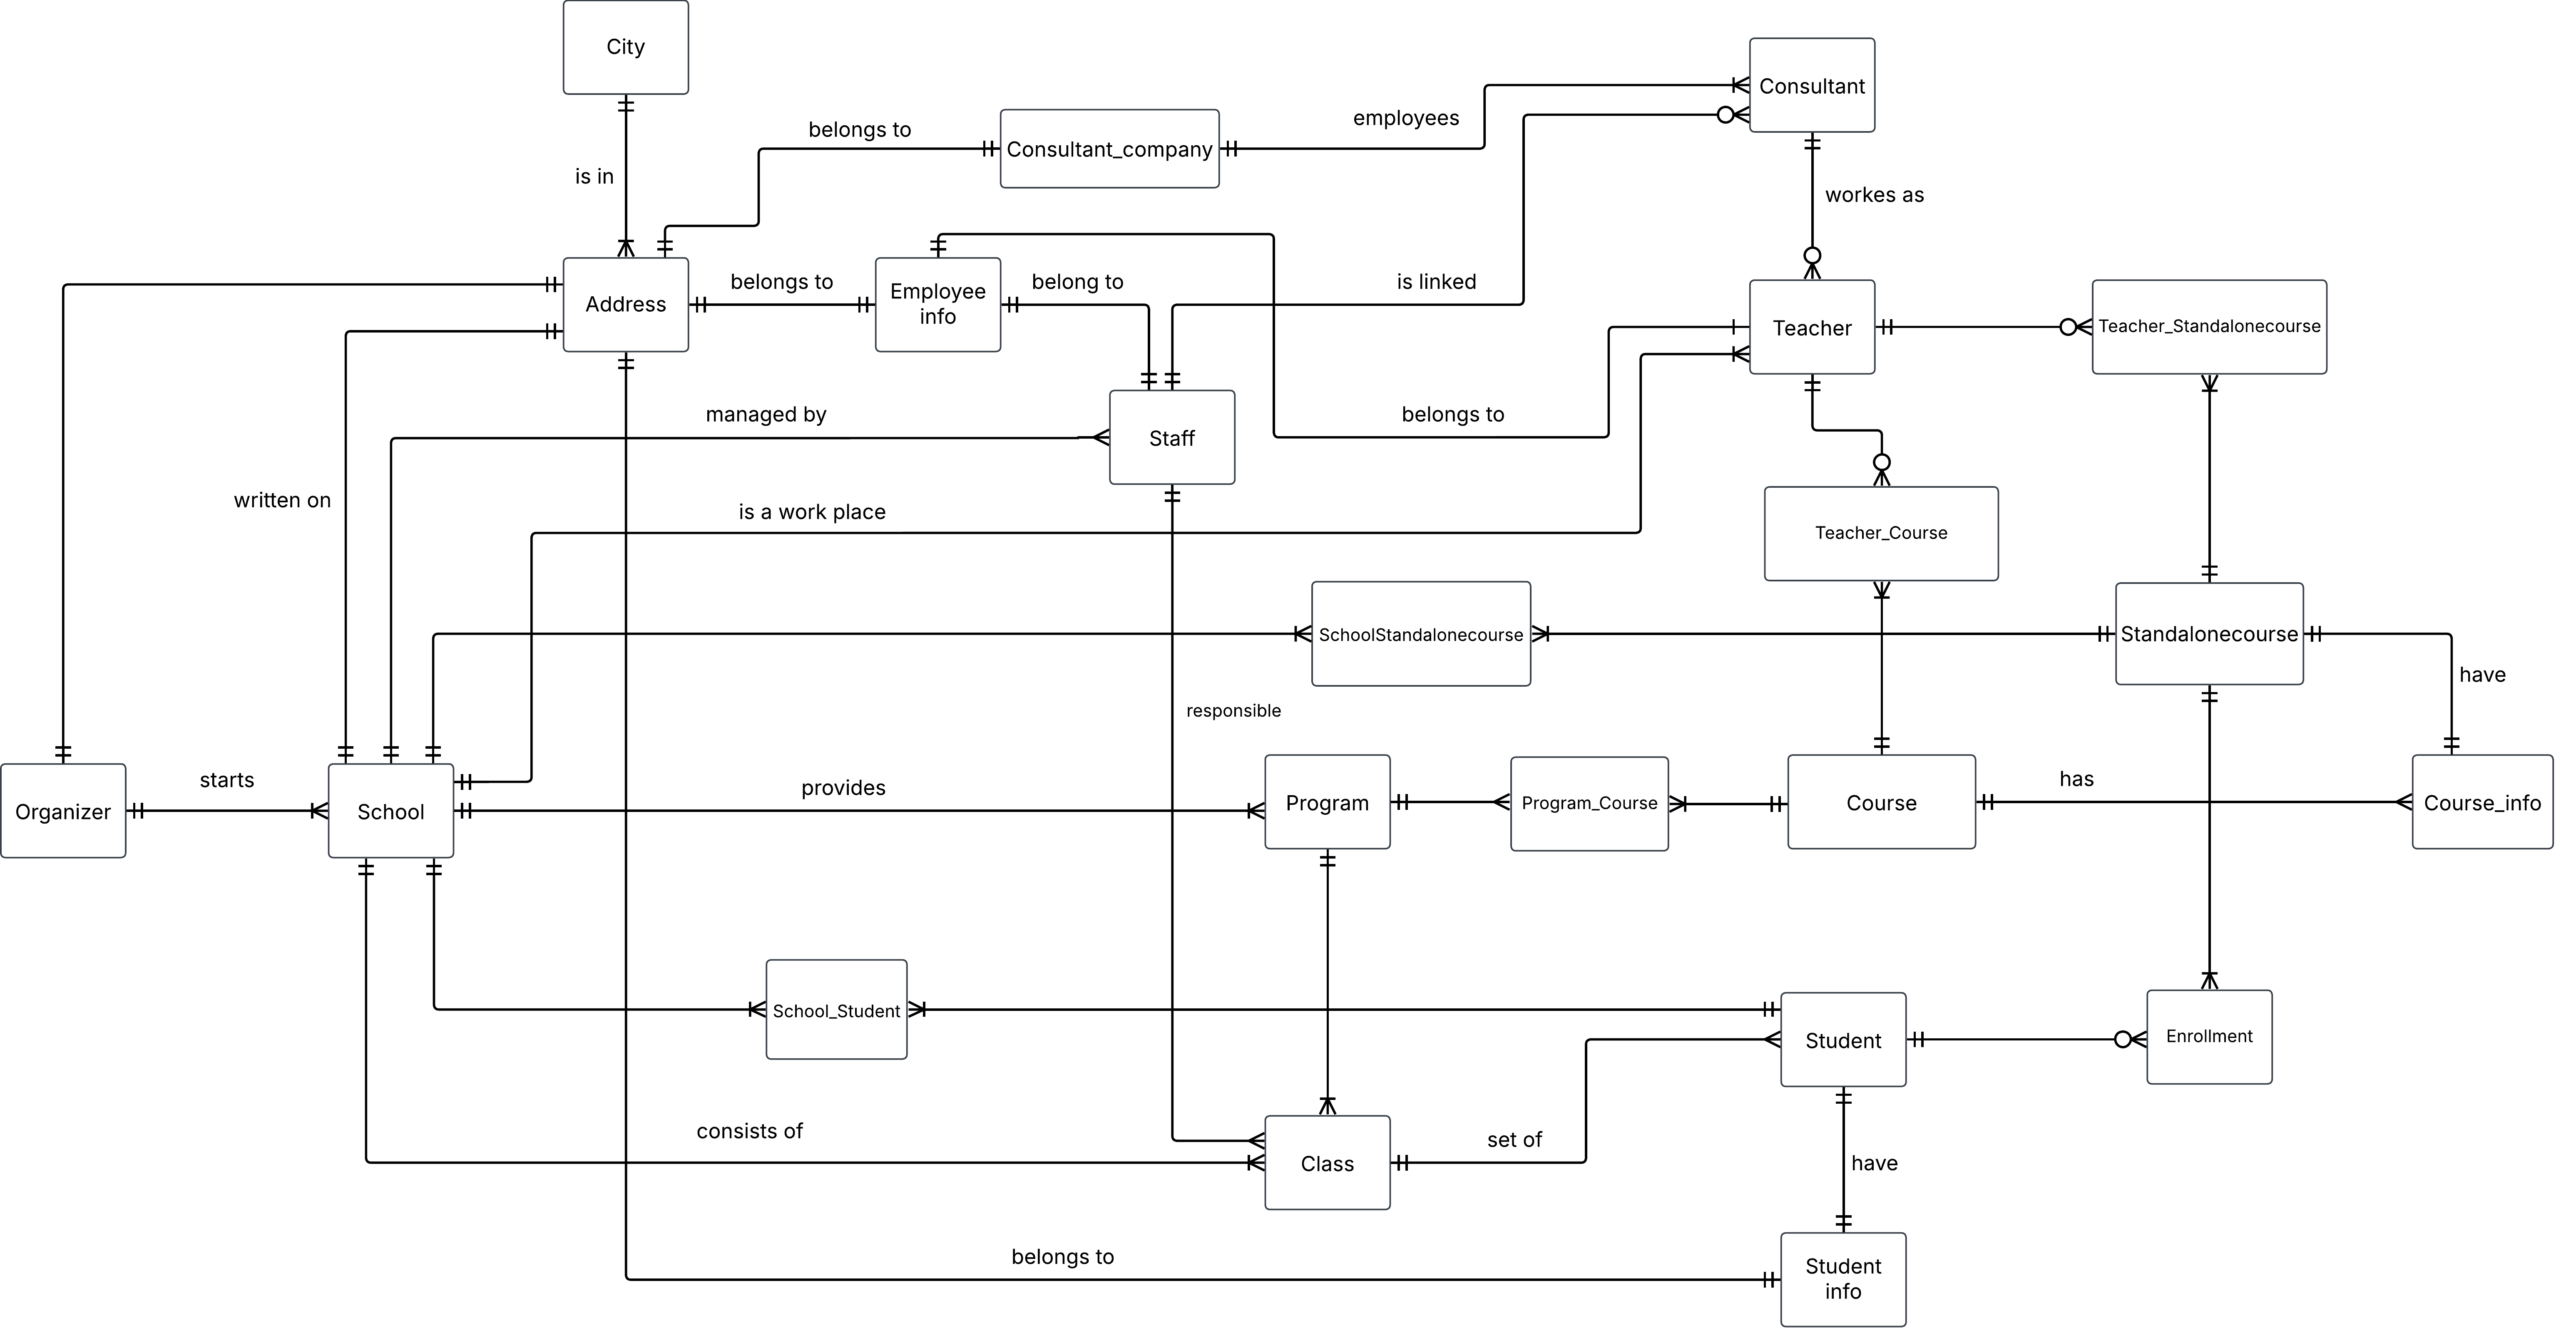 City
Consultant
belongs to
Consultant_company
employees
is in
workes as
Address
belongs to
Employee
info
belong to
is linked
Teacher
Teacher_Standalonecourse
managed by
Staff
belongs to
written on
is a work place
Teacher_Course
SchoolStandalonecourse
Standalonecourse
have
responsible
Organizer
starts
School
provides
Program
Program_Course
Course
has
Course_info
School_Student
Student
Enrollment
consists of
Class
set of
have
belongs to
Student
info